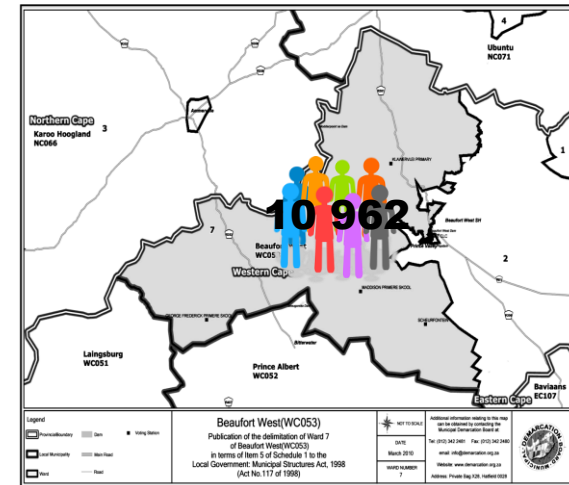 4
Ubuntu
NC071
Northern Cape
Karoo Hoogland
NC066
3
1
KLAWERVLEI PRIMARY
10 962
Beaufort West SH
7
WC05
Western Cape
2
MADDISON PRIMERE SKOOL
GEORGE FREDERICK PRIMERE SKOOL
Bitterwater
Laingsburg
WC051
Prince Albert
WC052
Eastern Cape
Baviaans
EC107
Legend
ProvincialBoundary
Dam
Voting Station
Local Municipality
Main Road
Ward
Road
Beaufort West(WC053)
Publication of the delimitation of Ward 7
of Beaufort West(WC053)
in terms of Item 5 of Schedule 1 to the
Local Government: Municipal Structures Act, 1998
(Act No.117 of 1998)
NOT TO SCALE
DATE
March 2010
WARD NUMBER
7
Additional information relating to this map
can be obtained by contacting the
Municipal Demarcation Board at
Tel: (012) 342 2481 Fax: (012) 342 2480
email: info@demarcation.org.za
Website: www.demarcation.org.za
Address: Private Bag X28, Hatfield 0028